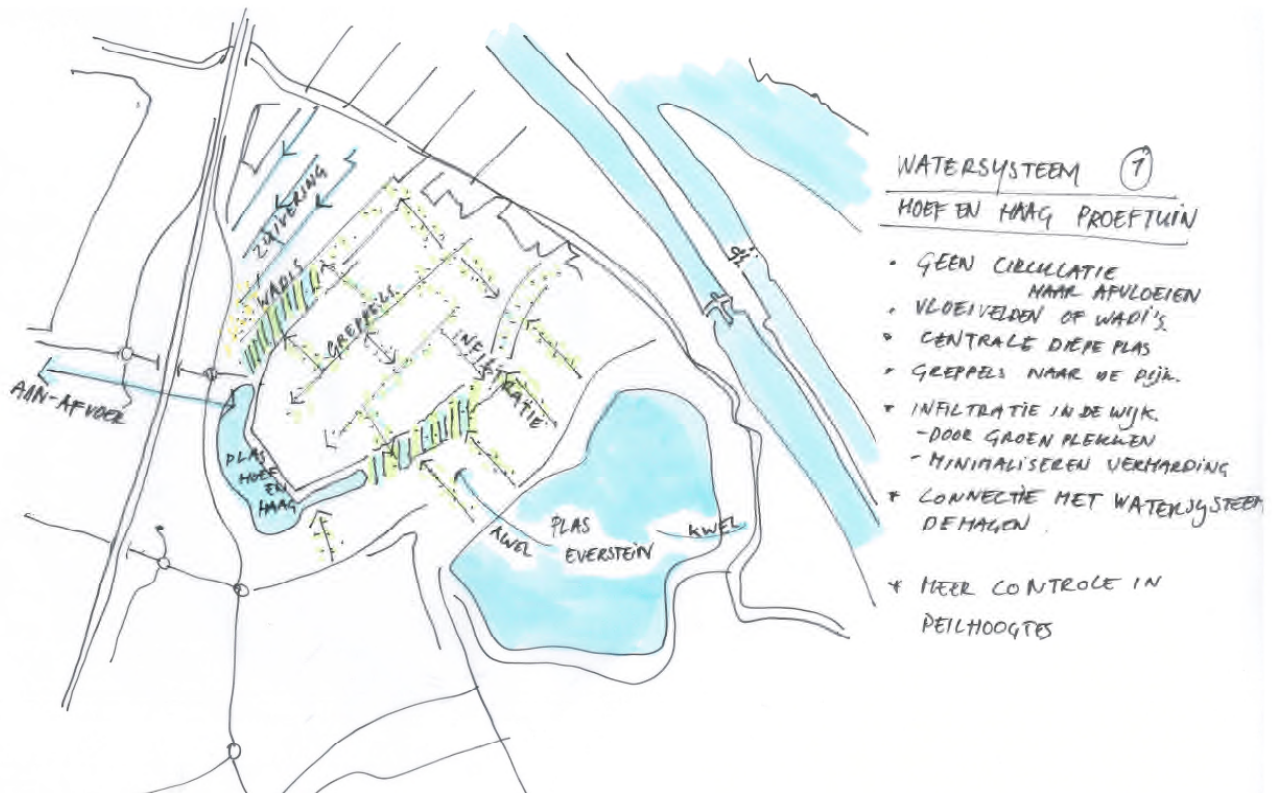 WATERSYSTEEM 1
HOEF EN HAAG PROEFTUIN
• GEEN CIRCULATIE
MAAR AFVLOEIEN
• VLOEIVELDEN OF WADI'S
• CENTRALE DIEPE PLAS
• GREPPELS NAAR DE DIJK.
* INFILTRATIE IN DE WIJK.
- DOOR GROEN PLEKKEN
- MINIMALISEREN VERHARDING
* CONNECTIE MET WATERSYSTEEM
DE HAGEN.
* MEER CONTROLE IN
PEILHOOGTES
ZUIVERING
WADIS
GREPPELS
INFILTRATIE
AAN-AFVOER
PLAS
HOEF
EN
HAAG
KWEL
PLAS
EVERSTEIN
KWEL